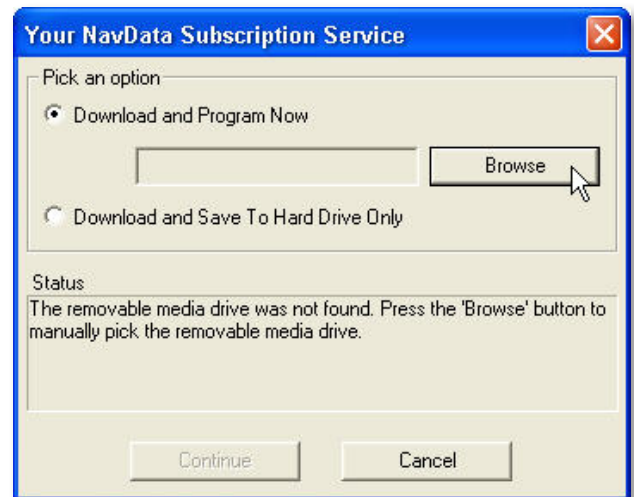 Your NavData Subscription Service
Pick an option
Download and Program Now
Browse
Download and Save To Hard Drive Only
Status
The removable media drive was not found. Press the 'Browse' button to
manually pick the removable media drive.
Continue
Cancel